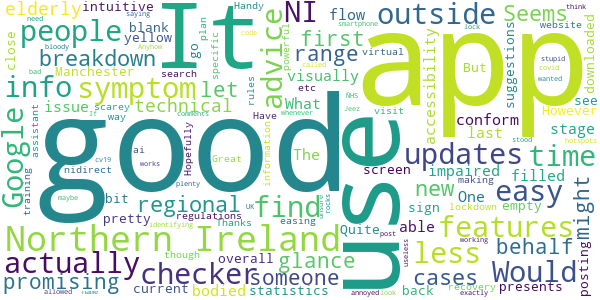 elderly
intuitive
It
NI
outside
Seems
downloaded
Handy
close
people
blank
flow
plan
Manchester
yellow
go
breakdown
advice
first
range
visually
app
website
think
smartphone
lock
saying
Anyhow
bloody
code
need
specific
powerful
called
virtual
stupid
covid
wanted
suggestions
accessibility
But
see
However
info
symptom
let
search
Google
issue
scarey
technical
What
etc
visit
NHS
Jeez
conform
last
stage
hotspots
assistant
bad
If
way
comments
rules
whenever
Have
good
use
updates
time
stood
training
nidirect
cv19
ai
works
Hopefully
Great
The
information
impaired
filled
screen
making
easy
maybe
bit
plenty
regional
find
new
One
lockdown
empty
might
pretty
regulations
Thanks
UK
easing
rocks
able
sign
features
posting
identifying
Northern Ireland
Quite
post
useless
working
actually
though
overall
glance
less
behalf
checker
someone
cases
Would
promising
current
bodied
statistics
annoyed
look
back
recovery
presents
allowed
exactly